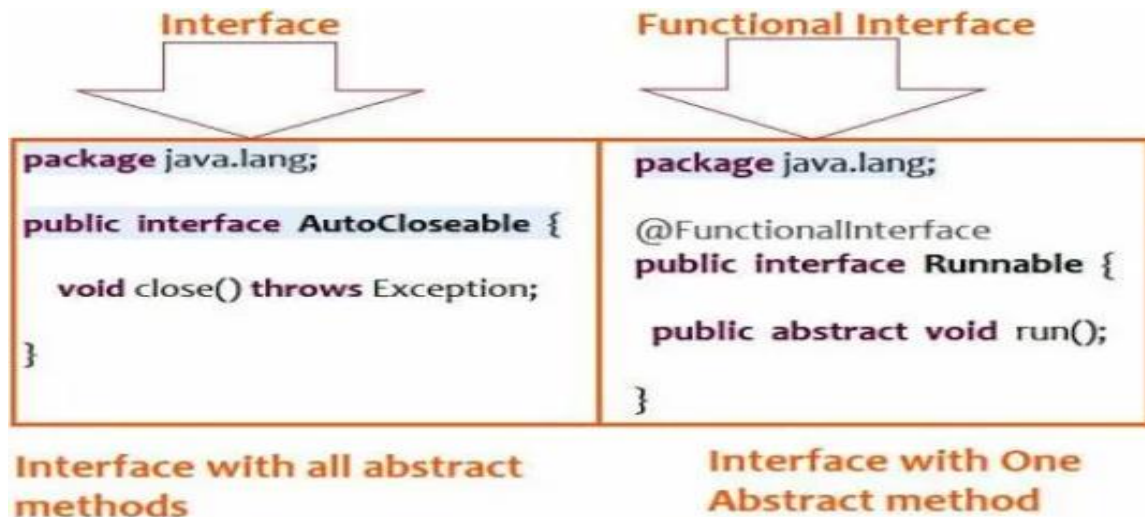 Interface
Functional Interface
package java.lang;
public interface AutoCloseable {
void close() throws Exception;
}
package java.lang;
@FunctionalInterface
public interface Runnable {
public abstract void run();
}
Interface with all abstract
methods
Interface with One
Abstract method